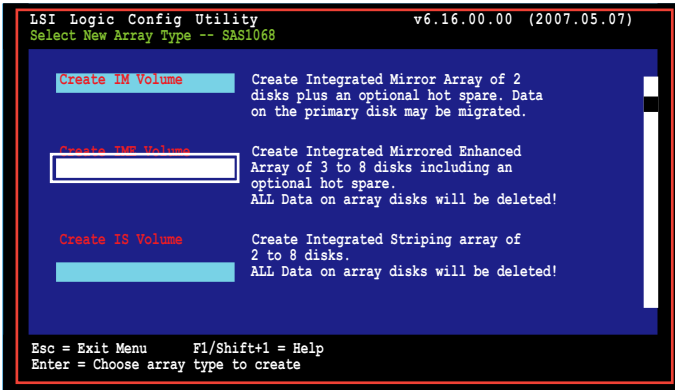 LSI Logic Config Utility v6.16.00.00 (2007.05.07)
Select New Array Type -- SAS1068
Create IM Volume Create Integrated Mirror Array of 2
disks plus an optional hot spare. Data
on the primary disk may be migrated.
Create IME Volume Create Integrated Mirrored Enhanced
Array of 3 to 8 disks including an
optional hot spare.
ALL Data on array disks will be deleted!
Create IS Volume Create Integrated Striping array of
2 to 8 disks.
ALL Data on array disks will be deleted!
Esc = Exit Menu F1/Shift+1 = Help
Enter = Choose array type to create